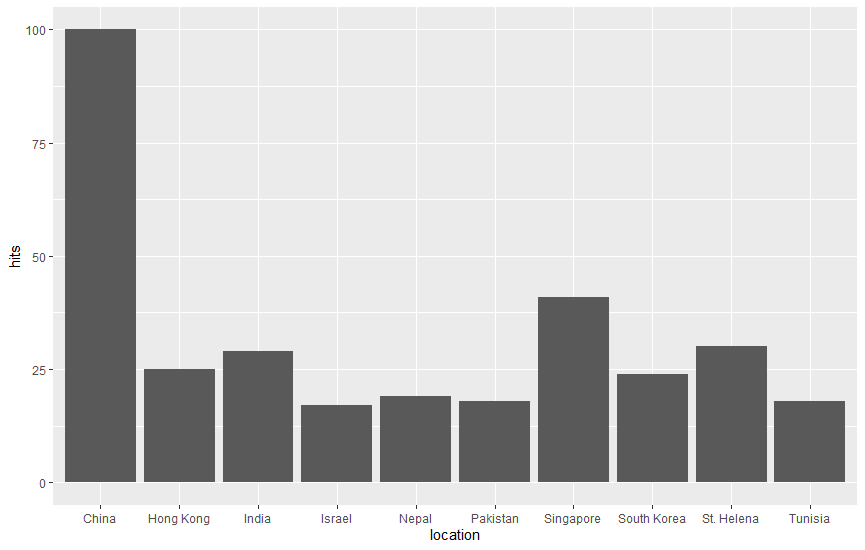 100
75
50
25
0
hits
China Hong Kong India Israel Nepal Pakistan Singapore South Korea St. Helena Tunisia
location